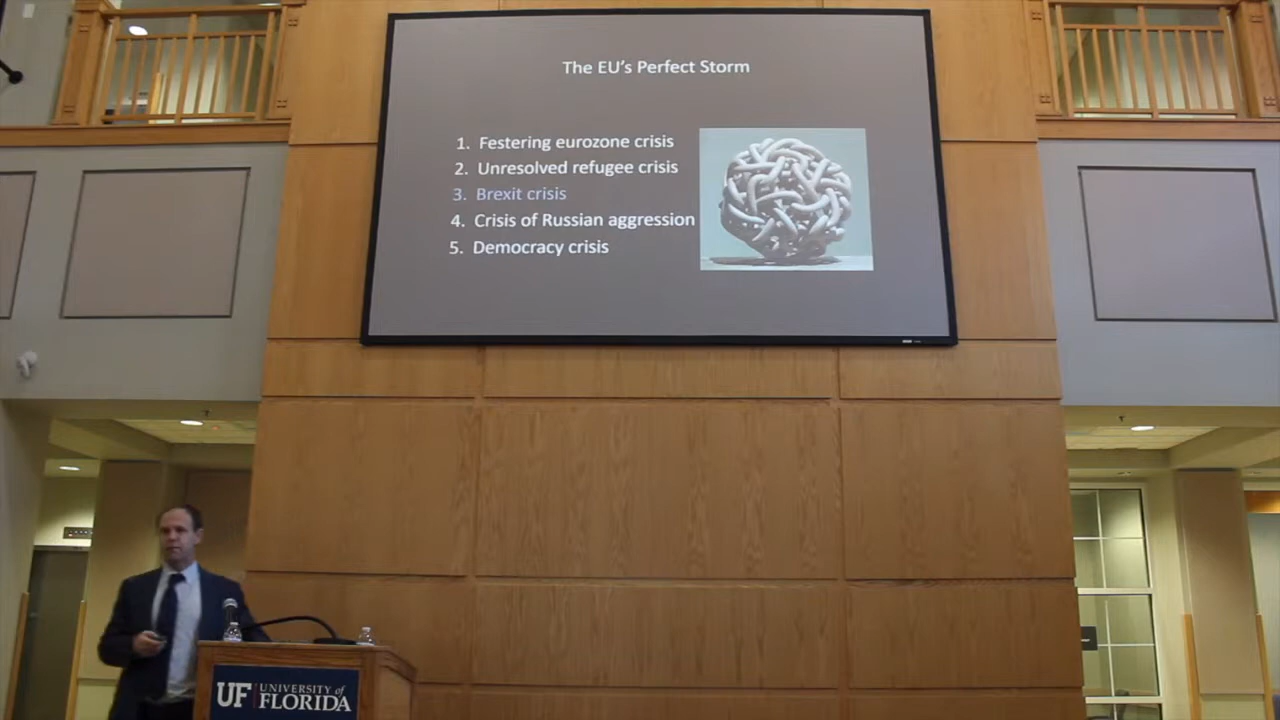 The EU's Perfect Storm
1. Festering eurozone crisis
2. Unresolved refugee crisis
3. Brexit crisis
4. Crisis of Russian aggression
5. Democracy crisis
UF UNIVERSITY of
FLORIDA